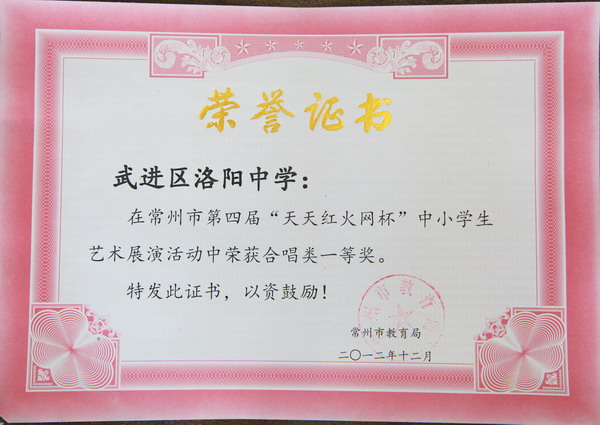 荣誉证书
武进区洛阳中学：
在常州市第四届“天天红火网杯”中小学生
艺术展演活动中荣获合唱类一等奖。
特发此证书，以资鼓励！
常州市教育局
二〇一二年十二月